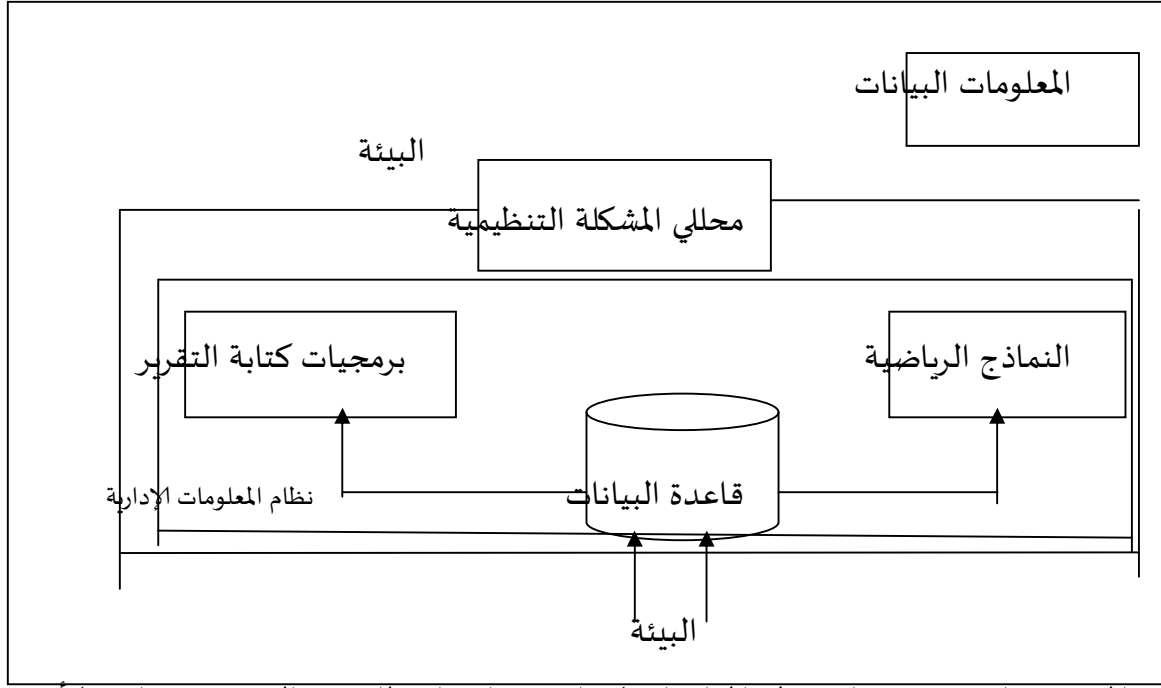 المعلومات البيانات
البيئة
محللي المشكلة التنظيمية
النماذج الرياضية
برمجيات كتابة التقرير
قاعدة البيانات
نظام المعلومات الإدارية
البيئة